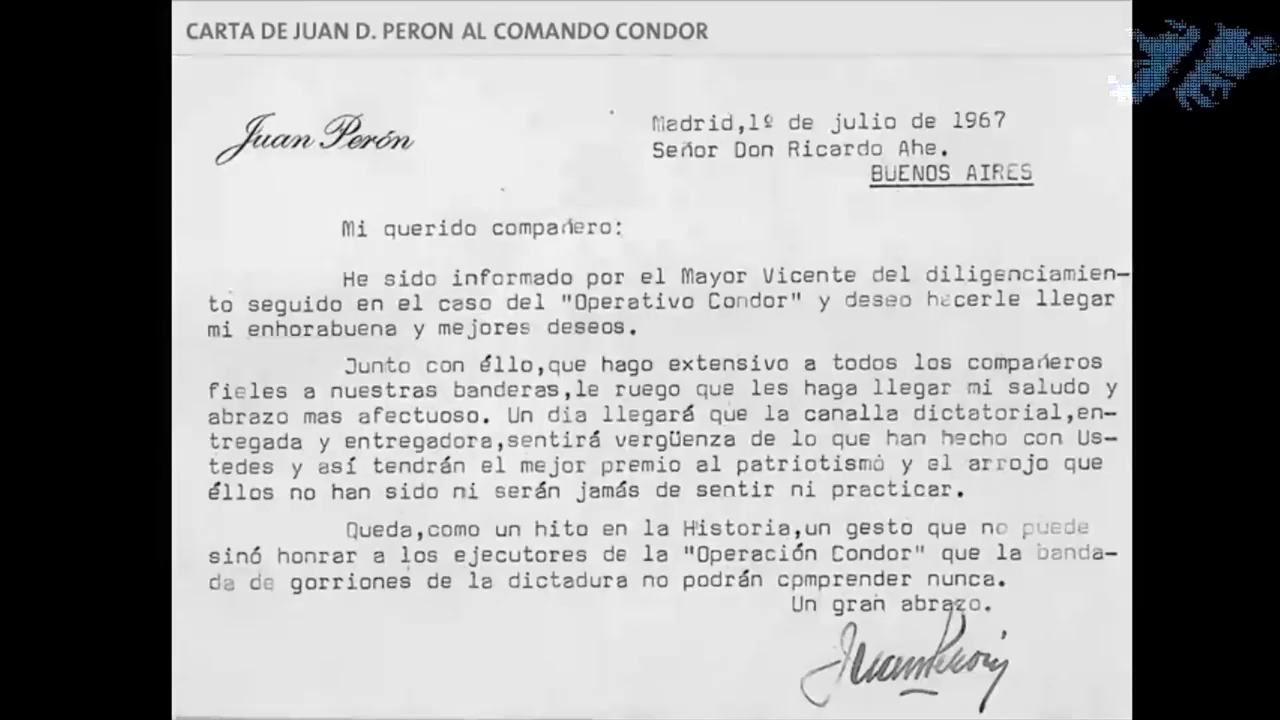 CARTA DE JUAN D. PERON AL COMANDO CONDOR
Juan Perón
Madrid,1º de julio de 1967
Señor Don Ricardo Ahe.
BUENOS AIRES
Mi querido compañero:
He sido informado por el Mayor Vicente del diligenciamien-
to seguido en el caso del "Operativo Condor" y deseo hacerle llegar
mi enhorabuena y mejores deseos.
Junto con éllo,que hago extensivo a todos los compañeros
fieles a nuestras banderas,le ruego que les haga llegar mi saludo y
abrazo mas afectuoso. Un dia llegará que la canalla dictatorial,en-
tregada y entregadora,sentirá vergüenza de lo que han hecho con Us-
tedes y así tendrán el mejor premio al patriotismo y el arrojo que
éllos no han sido ni serán jamás de sentir ni practicar.
Queda,como un hito en la Historia,un gesto que no puede
sinó honrar a los ejecutores de la "Operación Condor" que la banda-
da de gorriones de la dictadura no podrán cpmprender nunca.
Un gran abrazo.
Juan Perón